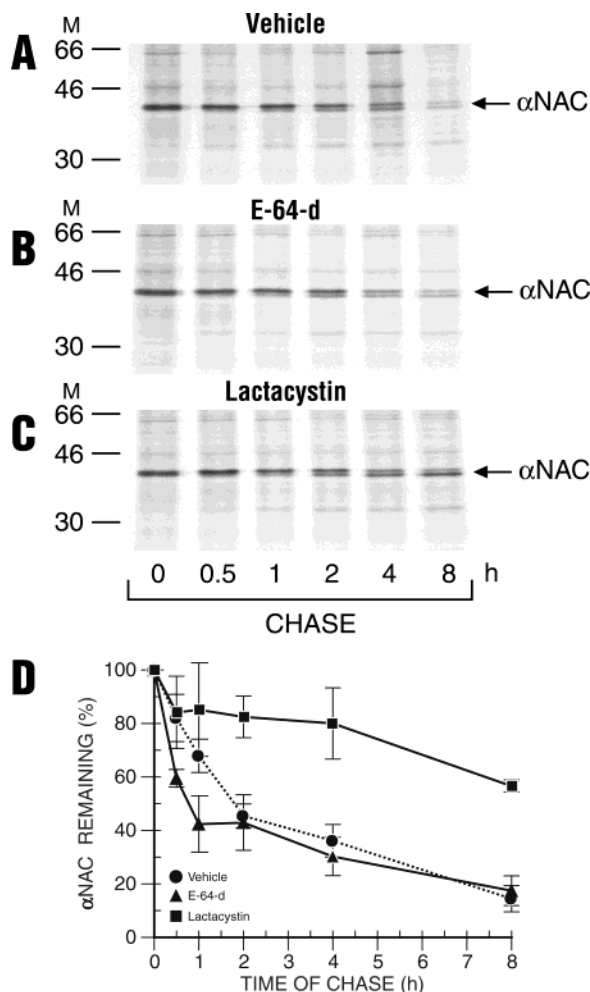 Vehicle
A
M
66
46
30
αNAC
E-64-d
B
M
66
46
30
αNAC
Lactacystin
C
M
66
46
30
αNAC
0 0.5 1 2 4 8 h
CHASE
D
αNAC REMAINING (%)
100
80
60
40
20
0
Vehicle
E-64-d
Lactacystin
0 1 2 3 4 5 6 7 8
TIME OF CHASE (h)